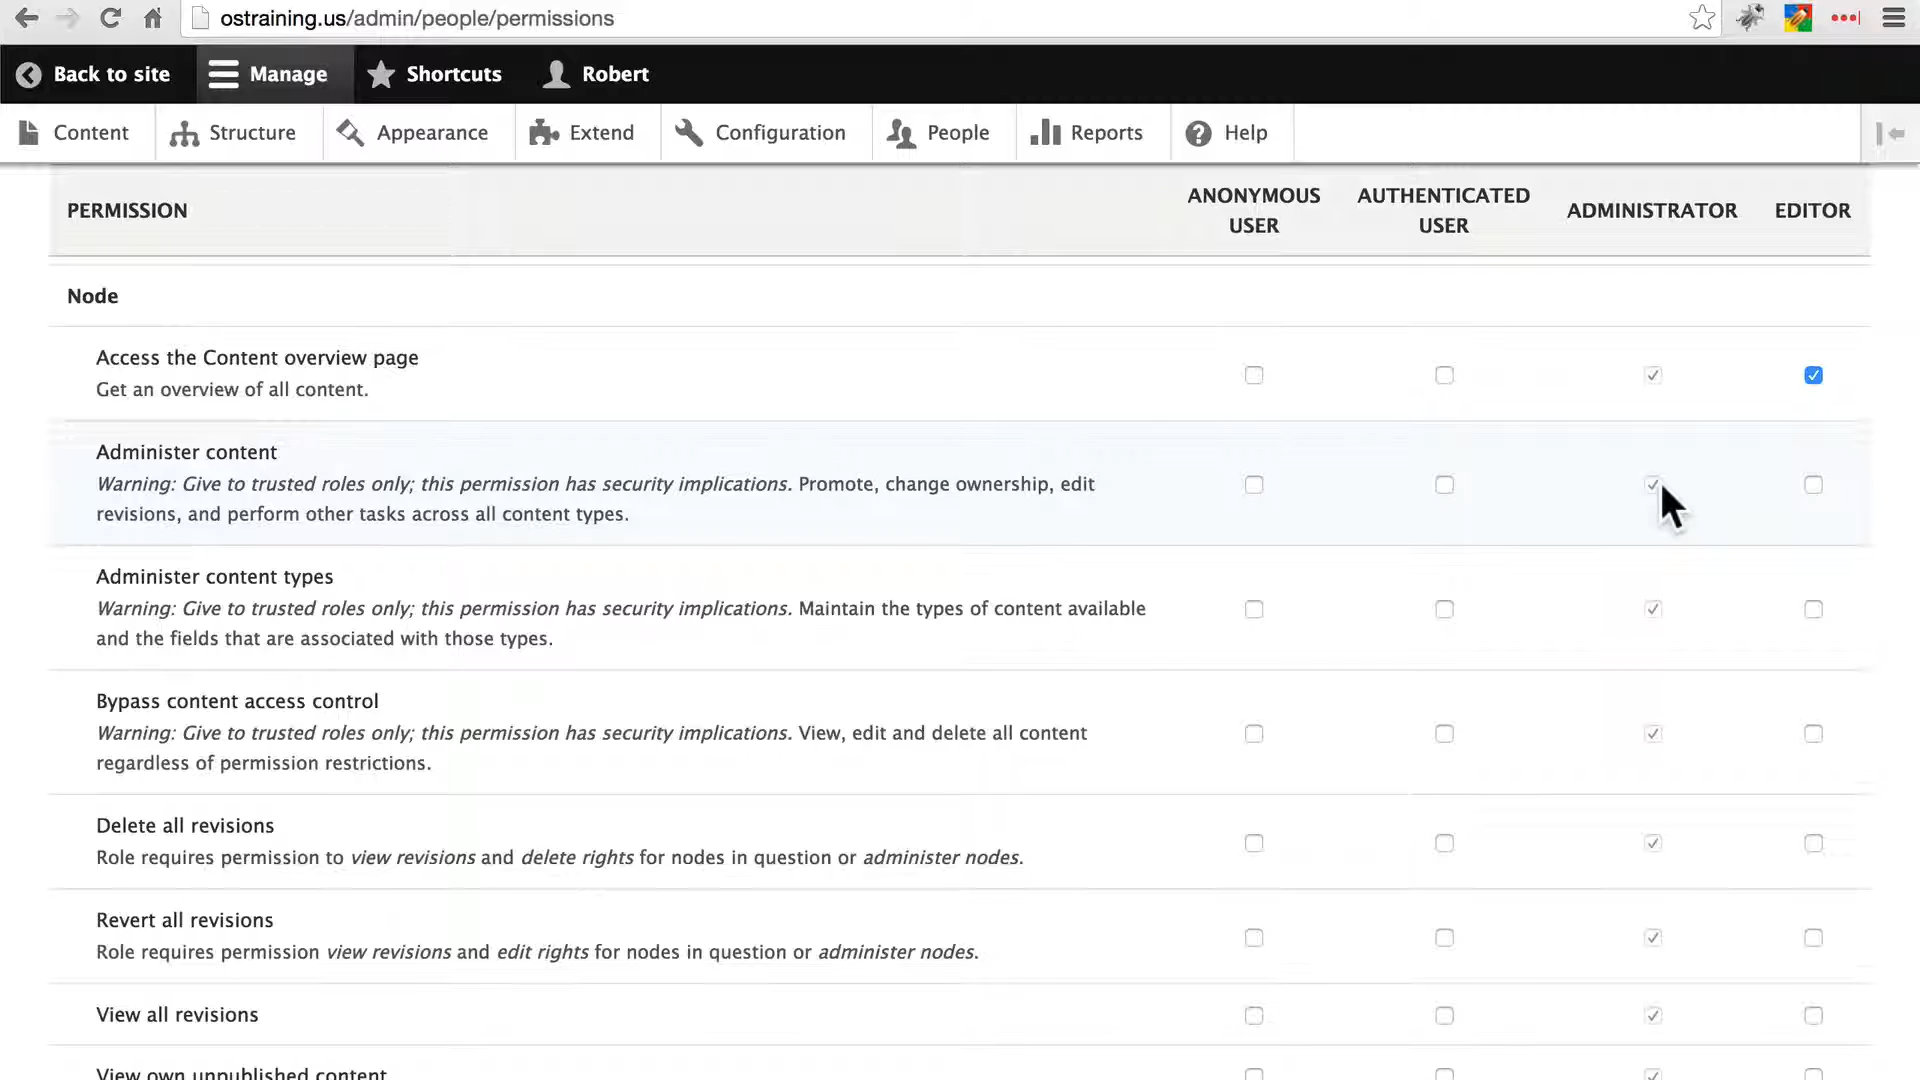 ostraining.us/admin/people/permissions
Back to site
Manage
Shortcuts
Robert
Content
Structure
Appearance
Extend
Configuration
People
Reports
Help
PERMISSION
ANONYMOUS
USER
AUTHENTICATED
USER
ADMINISTRATOR
EDITOR
Node
Access the Content overview page
Get an overview of all content.
Administer content
Warning: Give to trusted roles only; this permission has security implications. Promote, change ownership, edit
revisions, and perform other tasks across all content types.
Administer content types
Warning: Give to trusted roles only; this permission has security implications. Maintain the types of content available
and the fields that are associated with those types.
Bypass content access control
Warning: Give to trusted roles only; this permission has security implications. View, edit and delete all content
regardless of permission restrictions.
Delete all revisions
Role requires permission to view revisions and delete rights for nodes in question or administer nodes.
Revert all revisions
Role requires permission view revisions and edit rights for nodes in question or administer nodes.
View all revisions
View own unpublished content